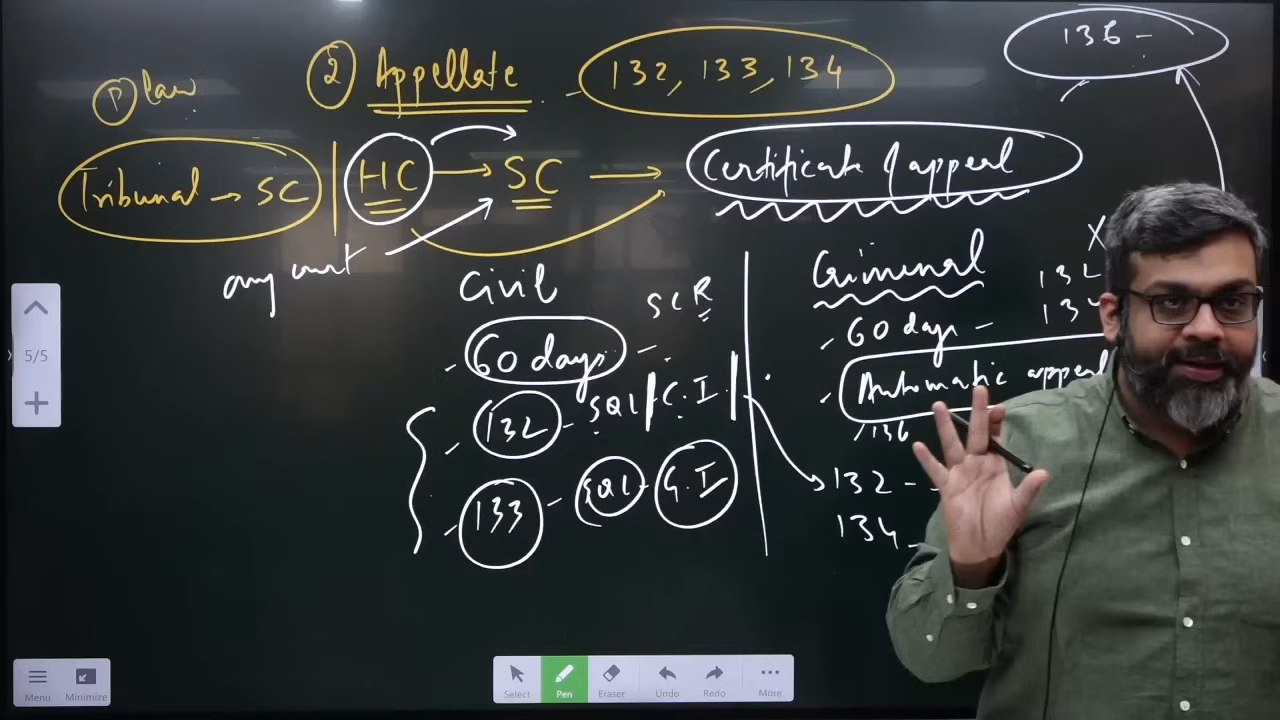 136 -
② Appellate - 132, 133, 134
① law
Tribunal → SC | HC → SC → Certificate of appeal
any court
Civil
SCR
60 days -
132 - SQL C.I
133 - SQL - G.I
Criminal
X
132
60 days -
Automatic appeal
/136
132 -
134 -
5/5
Menu
Minimize
Select
Pen
Eraser
Undo
Redo
More